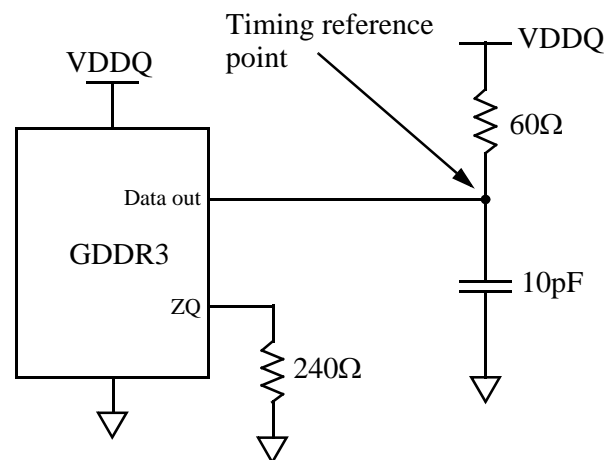 Timing reference
point
VDDQ
VDDQ
60Ω
Data out
GDDR3
10pF
ZQ
240Ω